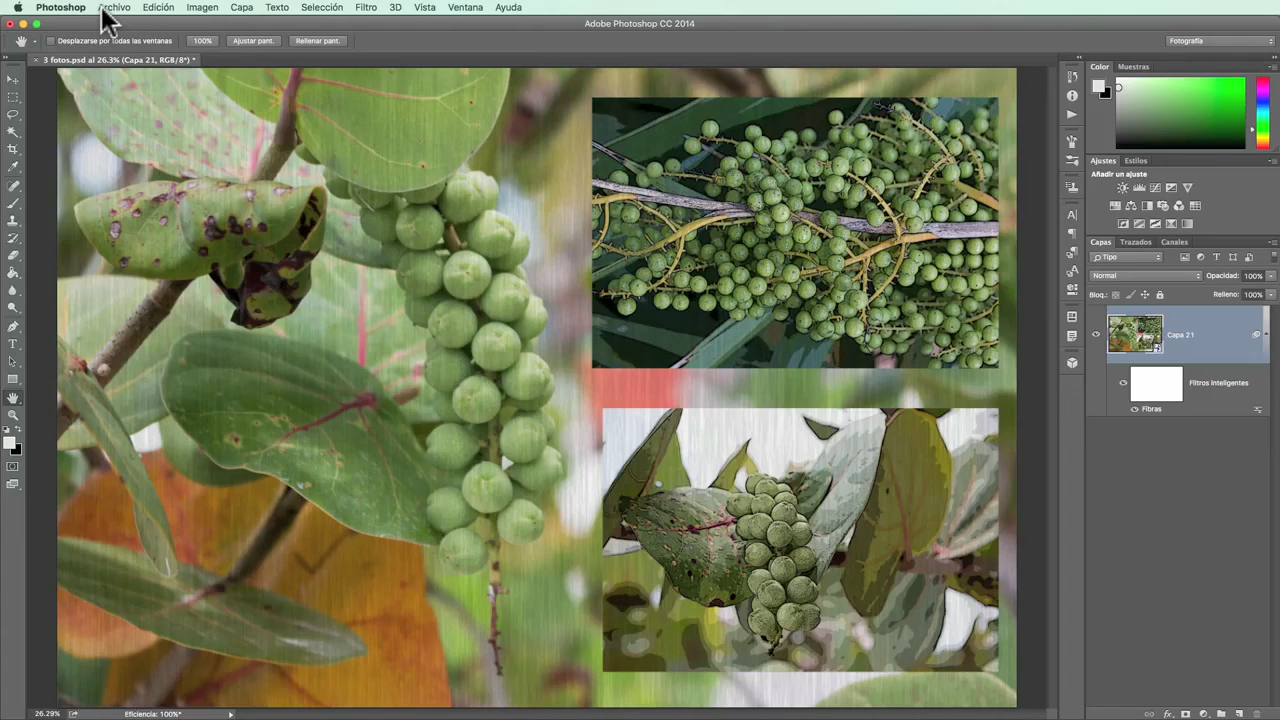 Photoshop Archivo Edición Imagen Capa Texto Selección Filtro 3D Vista Ventana Ayuda
Adobe Photoshop CC 2014
Desplazarse por todas las ventanas 100% Ajustar pant. Rellenar pant. Fotografía
× 3 fotos.psd al 26.3% (Capa 21, RGB/8*) *
Color Muestras
Ajustes Estilos
Añadir un ajuste
Capas Trazados Canales
Tipo
Normal Opacidad: 100%
Bloq.: Relleno: 100%
Capa 21
Filtros inteligentes
Fibras
26.29% Eficiencia: 100%*